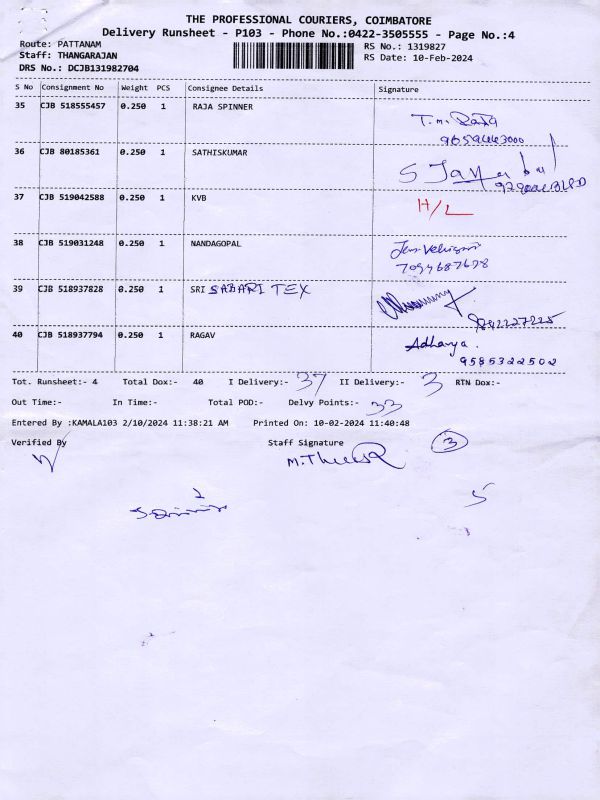 THE PROFESSIONAL COURIERS, COIMBATORE
Delivery Runsheet - P103 - Phone No.:0422-3505555 - Page No.:4
Route: PATTANAM
RS No.: 1319827
Staff: THANGARAJAN
RS Date: 10-Feb-2024
DRS No.: DCJB131982704
S No Consignment No Weight PCS Consignee Details Signature
35 CJB 518555457 0.250 1 RAJA SPINNER
36 CJB 80185361 0.250 1 SATHISKUMAR
37 CJB 519042588 0.250 1 KVB H/L
38 CJB 519031248 0.250 1 NANDAGOPAL
7094687678
39 CJB 518937828 0.250 1 SRI SABARI TEX
40 CJB 518937794 0.250 1 RAGAV Adharya.
9585322502
Tot. Runsheet:- 4 Total Dox:- 40 I Delivery:- 37 II Delivery:- 3 RTN Dox:-
Out Time:- In Time:- Total POD:- Delvy Points:- 33
Entered By :KAMALA103 2/10/2024 11:38:21 AM Printed On: 10-02-2024 11:40:48
Verified By Staff Signature 3
2
5